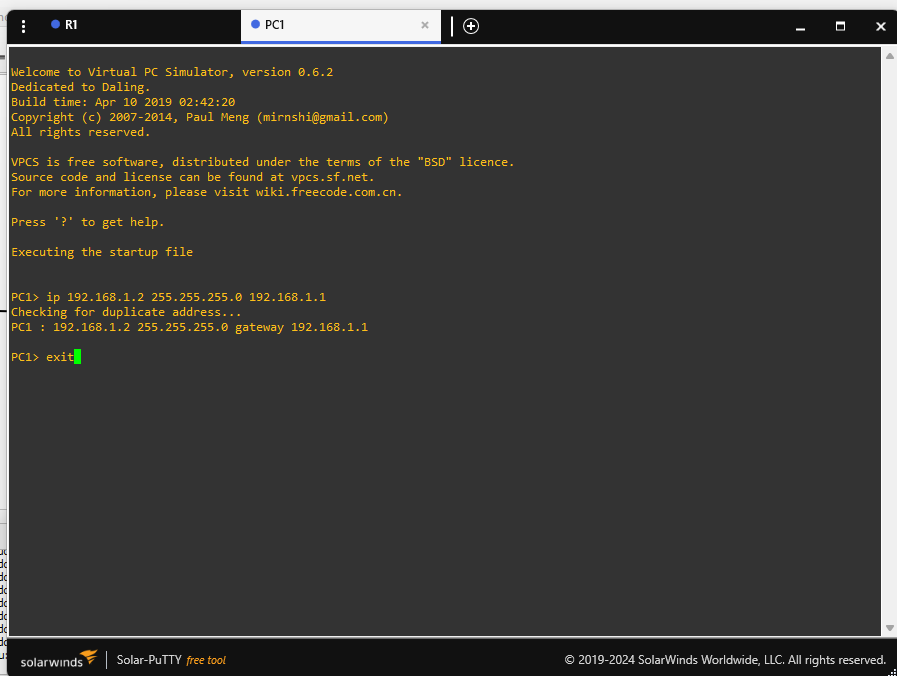 R1
PC1
Welcome to Virtual PC Simulator, version 0.6.2
Dedicated to Daling.
Build time: Apr 10 2019 02:42:20
Copyright (c) 2007-2014, Paul Meng (mirnshi@gmail.com)
All rights reserved.
VPCS is free software, distributed under the terms of the "BSD" licence.
Source code and license can be found at vpcs.sf.net.
For more information, please visit wiki.freecode.com.cn.
Press '?' to get help.
Executing the startup file
PC1> ip 192.168.1.2 255.255.255.0 192.168.1.1
Checking for duplicate address...
PC1 : 192.168.1.2 255.255.255.0 gateway 192.168.1.1
PC1> exit
solarwinds
Solar-PuTTY free tool
© 2019-2024 SolarWinds Worldwide, LLC. All rights reserved.